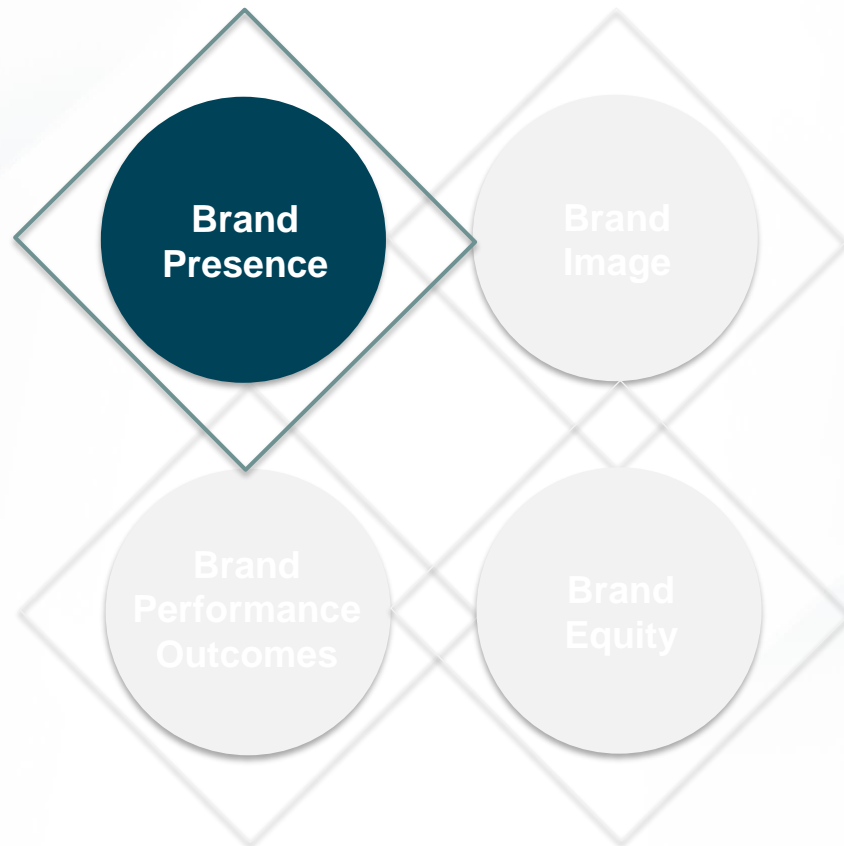 Brand
Presence
Brand
Image
Brand
Performance
Outcomes
Brand
Equity